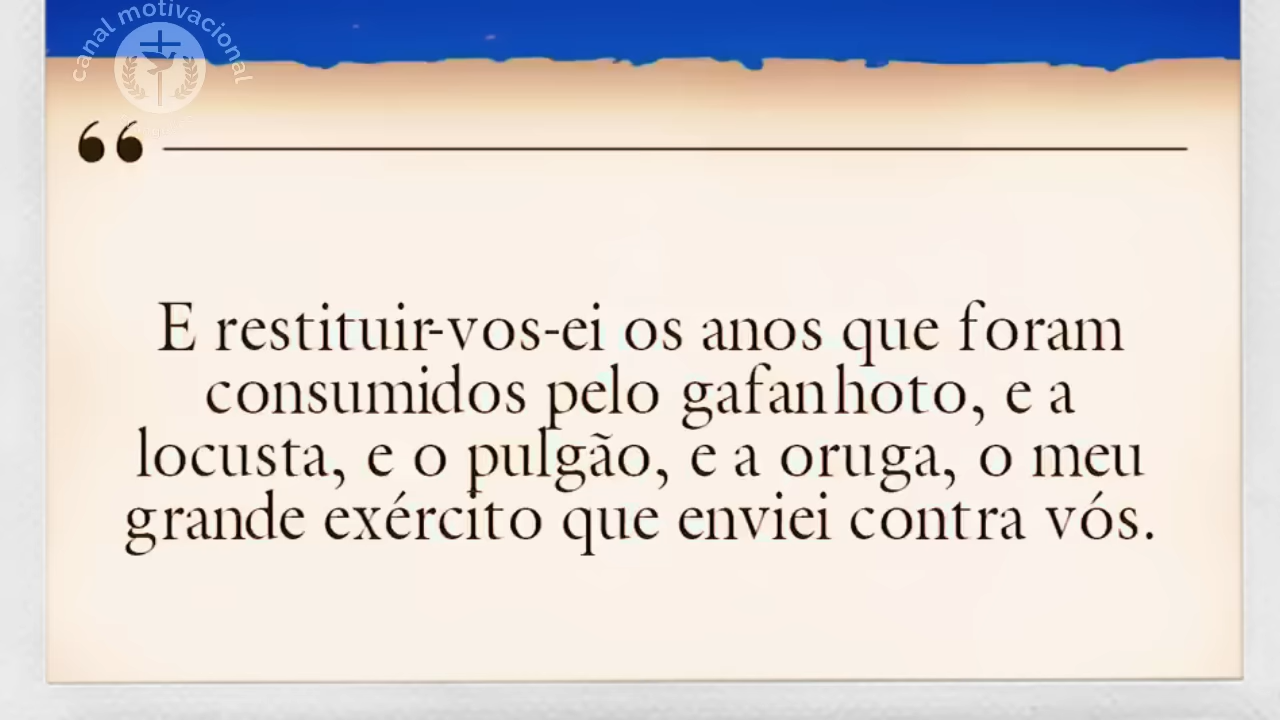 canal motivacional
“
E restituir-vos-ei os anos que foram
consumidos pelo gafanhoto, e a
locusta, e o pulgão, e a oruga, o meu
grande exército que enviei contra vós.